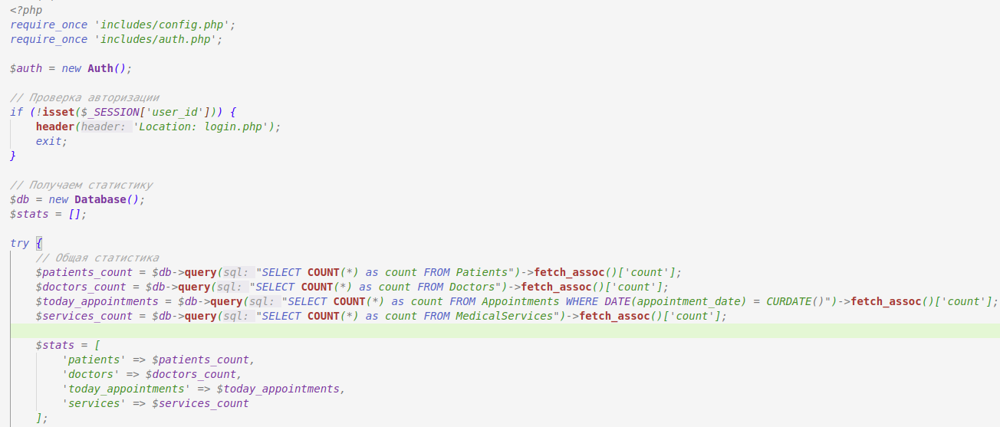 <?php
require_once 'includes/config.php';
require_once 'includes/auth.php';

$auth = new Auth();

// Проверка авторизации
if (!isset($_SESSION['user_id'])) {
    header(header: 'Location: login.php');
    exit;
}

// Получаем статистику
$db = new Database();
$stats = [];

try {
    // Общая статистика
    $patients_count = $db->query(sql: "SELECT COUNT(*) as count FROM Patients")->fetch_assoc()['count'];
    $doctors_count = $db->query(sql: "SELECT COUNT(*) as count FROM Doctors")->fetch_assoc()['count'];
    $today_appointments = $db->query(sql: "SELECT COUNT(*) as count FROM Appointments WHERE DATE(appointment_date) = CURDATE()")->fetch_assoc()['count'];
    $services_count = $db->query(sql: "SELECT COUNT(*) as count FROM MedicalServices")->fetch_assoc()['count'];

    $stats = [
        'patients' => $patients_count,
        'doctors' => $doctors_count,
        'today_appointments' => $today_appointments,
        'services' => $services_count
    ];